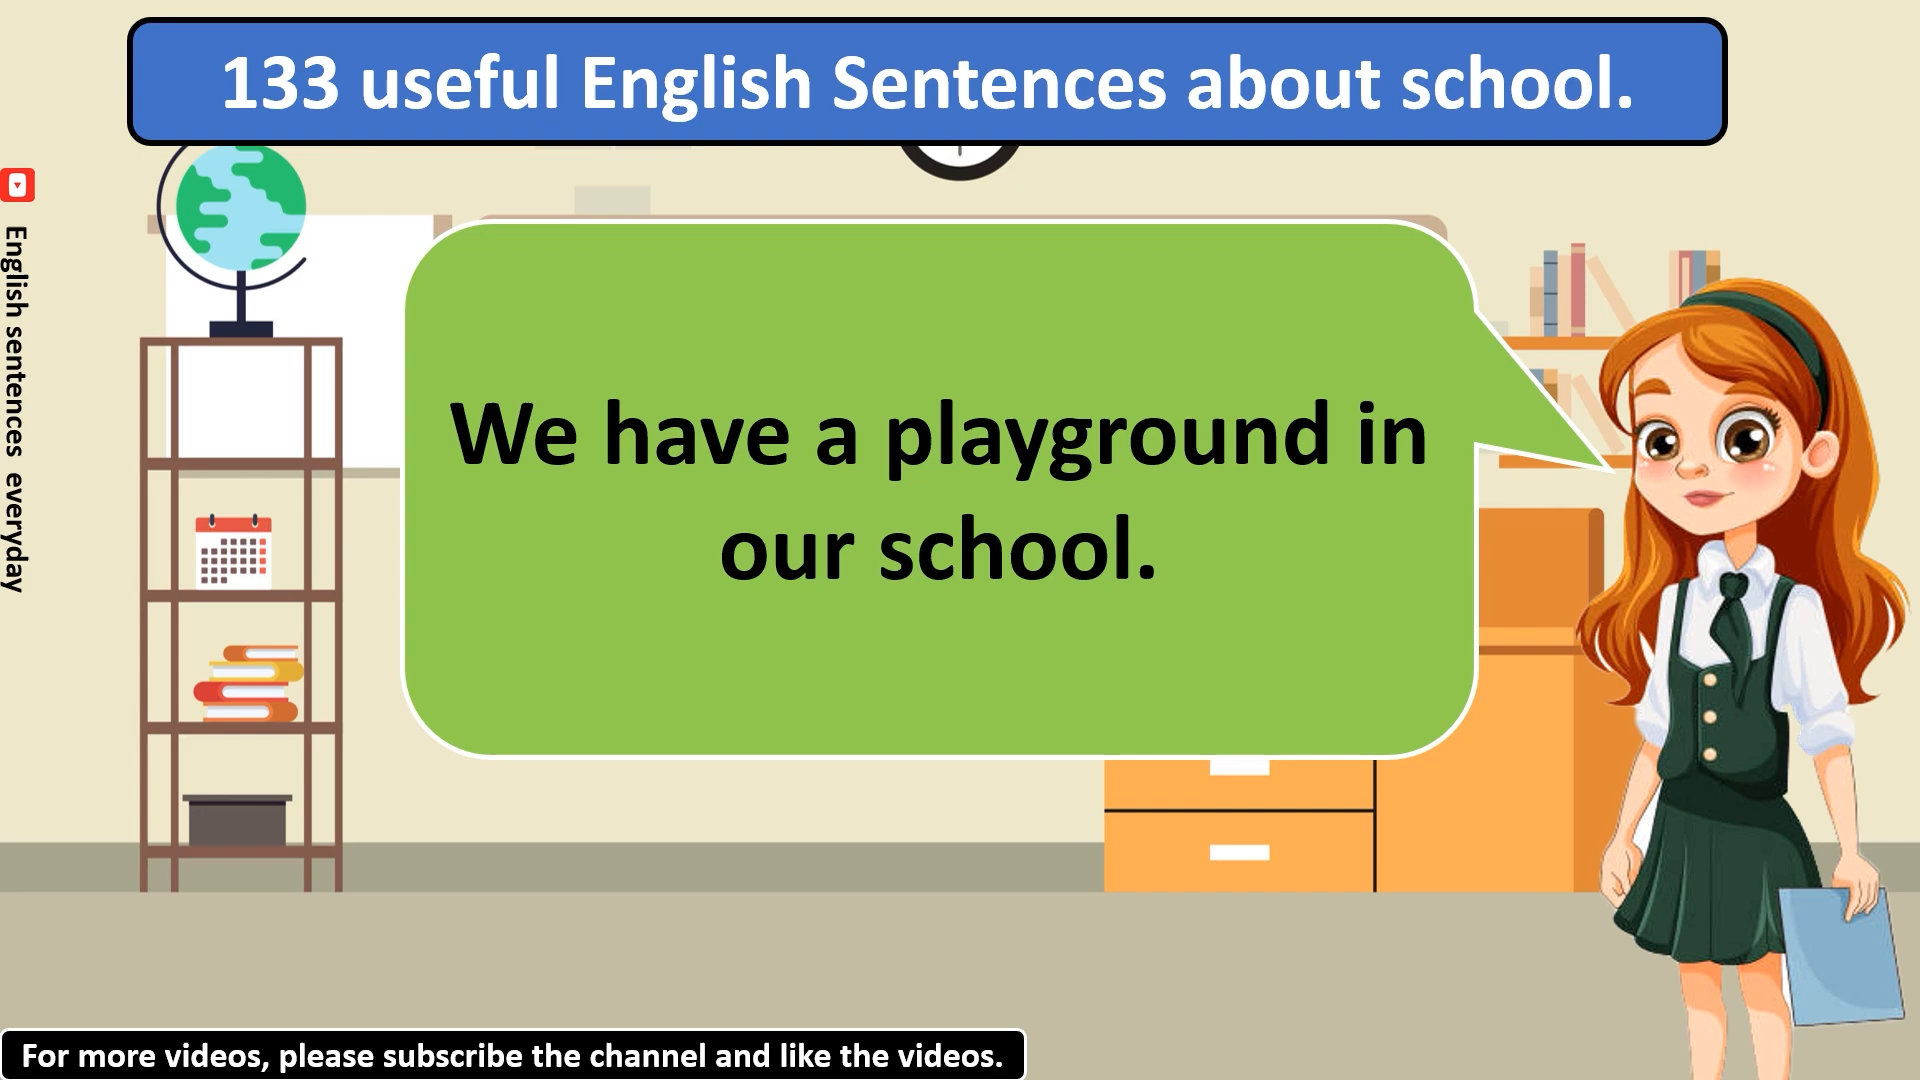 133 useful English Sentences about school.
English sentences everyday
We have a playground in
our school.
For more videos, please subscribe the channel and like the videos.